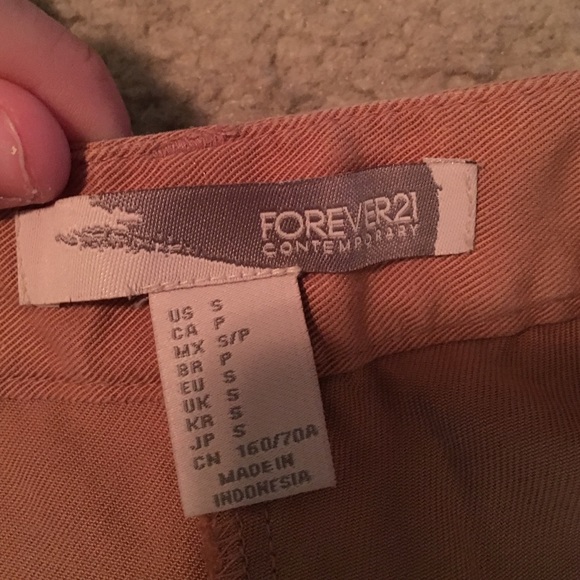 FOREVER21
CONTEMPORARY
US S
CA P
MX S/P
BR P
EU S
UK S
KR S
JP S
CN 160/70A
MADE IN
INDONESIA